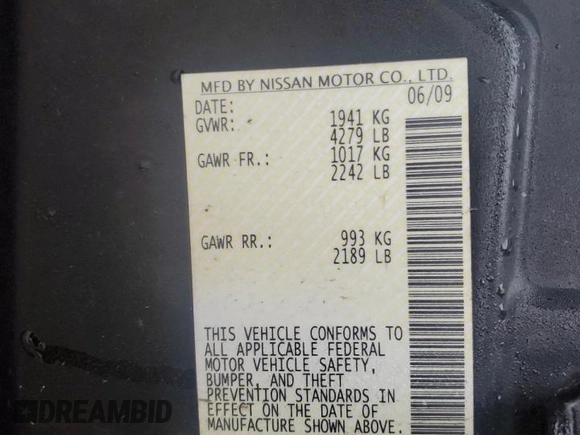 MFD BY NISSAN MOTOR CO., LTD.
DATE: 06/09
GVWR: 1941 KG
4279 LB
GAWR FR.: 1017 KG
2242 LB
GAWR RR.: 993 KG
2189 LB
THIS VEHICLE CONFORMS TO
ALL APPLICABLE FEDERAL
MOTOR VEHICLE SAFETY,
BUMPER, AND THEFT
PREVENTION STANDARDS IN
EFFECT ON THE DATE OF
MANUFACTURE SHOWN ABOVE.
DREAMBID